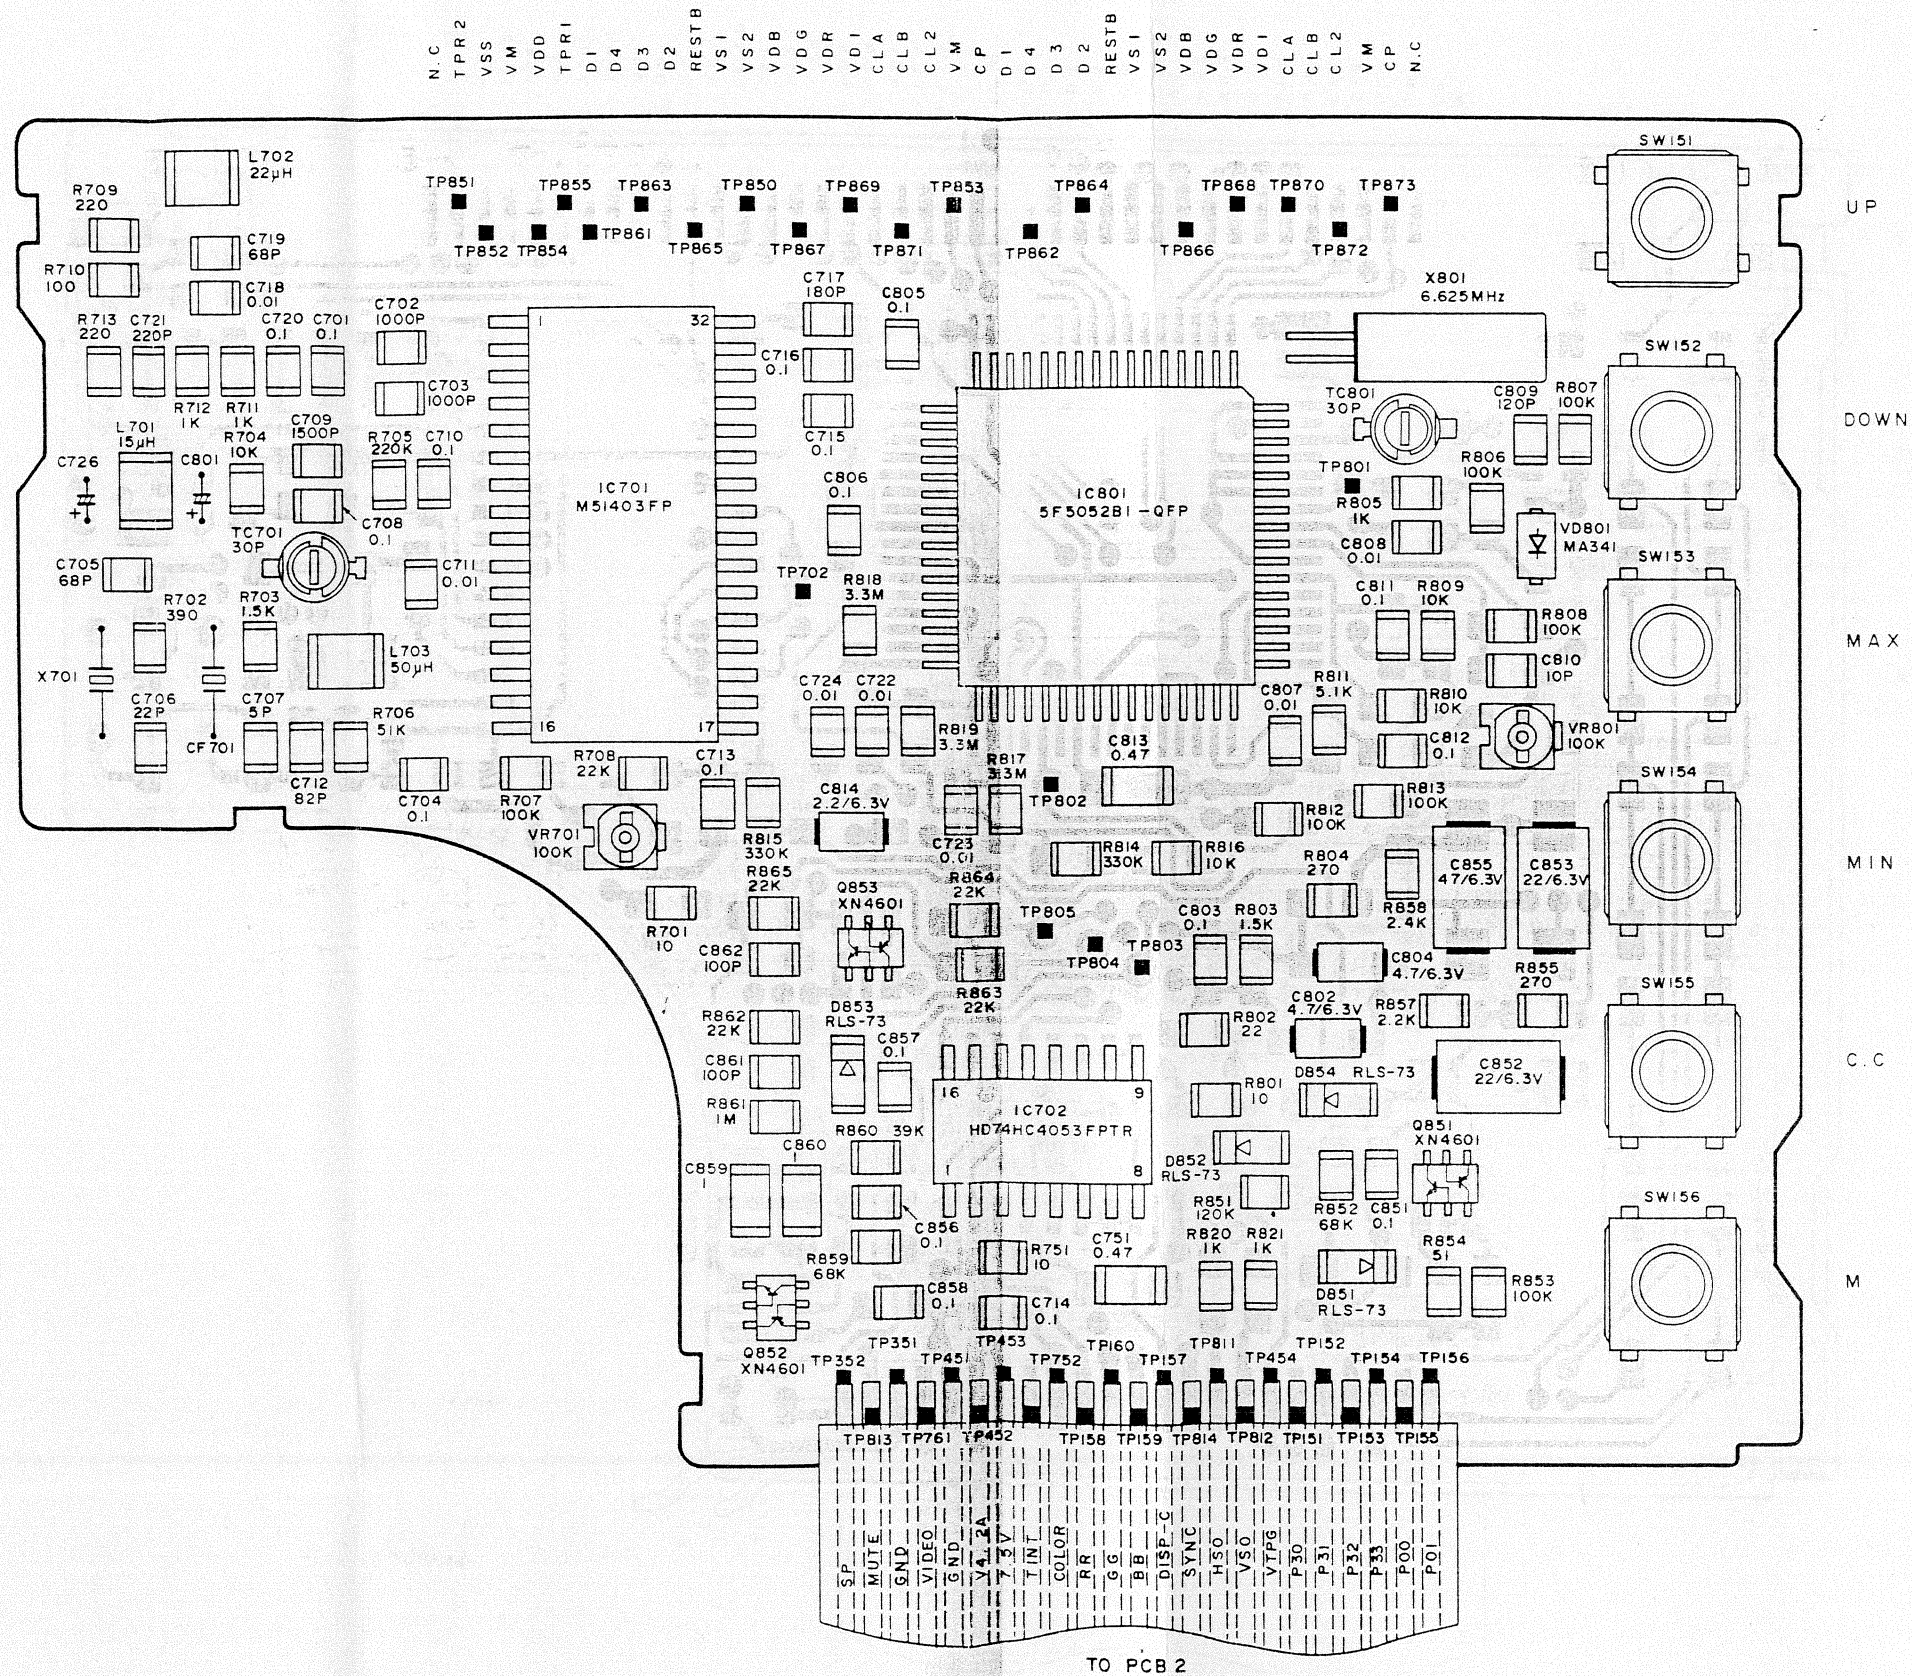 N.C
TPR2
VSS
VM
VDD
TPR1
D1
D4
D3
D2
RESTB
VS1
VS2
VDB
VDG
VDR
VD1
CLA
CLB
CL2
VM
CP
D1
D4
D3
D2
RESTB
VS1
VS2
VDB
VDG
VDR
VD1
CLA
CLB
CL2
VM
CP
N.C
L702
22μH
R709
220
C719
68P
R710
100
C718
0.01
TP851
TP855
TP863
TP850
TP869
TP853
TP864
TP868
TP870
TP873
TP852
TP854
TP861
TP865
TP867
TP871
TP862
TP866
TP872
SW151
UP
X801
6.625MHz
R713
220
C721
220P
C720
0.1
C701
0.1
C702
1000P
C703
1000P
1
32
C717
180P
C805
0.1
C716
0.1
C715
0.1
R712
1K
R711
1K
L701
15μH
R704
10K
C709
1500P
R705
220K
C710
0.1
C726
+
C801
+
C708
0.1
TC701
30P
C705
68P
C711
0.01
IC701
M51403FP
C806
0.1
IC801
5F5052B1-QFP
TC801
30P
C809
120P
R807
100K
SW152
DOWN
R806
100K
TP801
R805
1K
C808
0.01
VD801
MA341
SW153
MAX
TP702
R818
3.3M
C811
0.1
R809
10K
R808
100K
C810
10P
R702
390
R703
1.5K
L703
50μH
X701
C706
22P
C707
5P
R706
51K
CF701
C712
82P
16
17
C724
0.01
C722
0.01
R819
3.3M
C807
0.01
R811
5.1K
R810
10K
C812
0.1
VR801
100K
C704
0.1
R707
100K
R708
22K
C713
0.1
C814
2.2/6.3V
R817
3.3M
TP802
C813
0.47
R812
100K
R813
100K
SW154
MIN
VR701
100K
R815
330K
C723
0.01
R814
330K
R816
10K
R804
270
C855
47/6.3V
C853
22/6.3V
R865
22K
Q853
XN4601
R864
22K
R701
10
C862
100P
TP805
TP804
TP803
C803
0.1
R803
1.5K
R858
2.4K
C804
4.7/6.3V
R855
270
SW155
C.C
R863
22K
R862
22K
D853
RLS-73
C857
0.1
R802
22
C802
4.7/6.3V
R857
2.2K
C861
100P
R861
1M
16
9
IC702
HD74HC4053FPTR
1
8
R801
10
D854 RLS-73
C852
22/6.3V
R860 39K
C860
C859
D852
RLS-73
Q851
XN4601
R851
120K
R852
68K
C851
0.1
C856
0.1
R859
68K
R751
10
C751
0.47
R820
1K
R821
1K
R854
51
R853
100K
D851
RLS-73
SW156
M
C858
0.1
C714
0.1
Q852
XN4601
TP352
TP351
TP451
TP453
TP752
TP160
TP157
TP811
TP454
TP152
TP154
TP156
TP813
TP761
TP452
TP158
TP159
TP814
TP812
TP151
TP153
TP155
SP
MUTE
GND
VIDEO
GND
V4.2A
7.5V
TINT
COLOR
RR
GG
BB
DISP-C
SYNC
HSO
VSO
VTPG
P30
P31
P32
P33
P00
P01
TO PCB 2